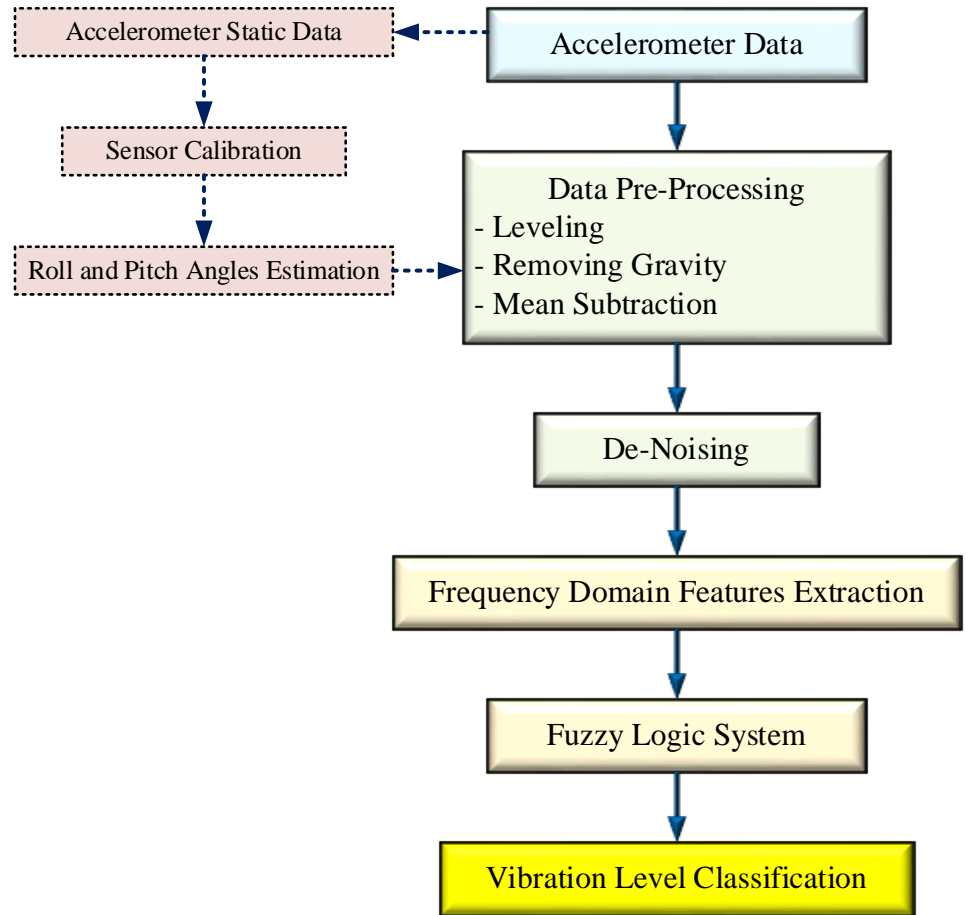 Accelerometer Static Data
Accelerometer Data
Sensor Calibration
Roll and Pitch Angles Estimation
Data Pre-Processing
- Leveling
- Removing Gravity
- Mean Subtraction
De-Noising
Frequency Domain Features Extraction
Fuzzy Logic System
Vibration Level Classification